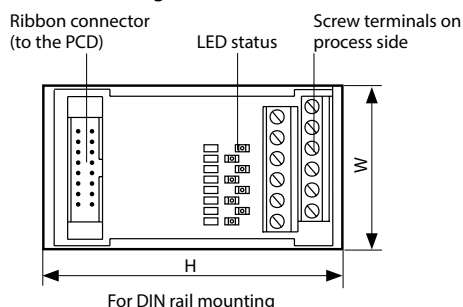 Ribbon connector
(to the PCD)
LED status
Screw terminals on
process side
W
H
For DIN rail mounting